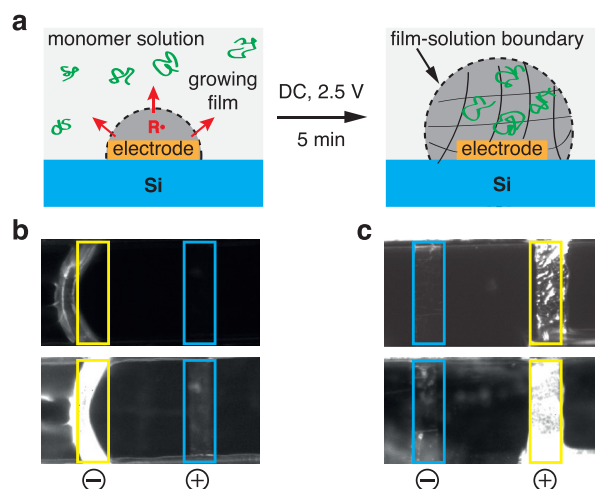 a
monomer solution
growing
film
R•
electrode
Si
DC, 2.5 V
5 min
film-solution boundary
electrode
Si
b
c
−
+
−
+